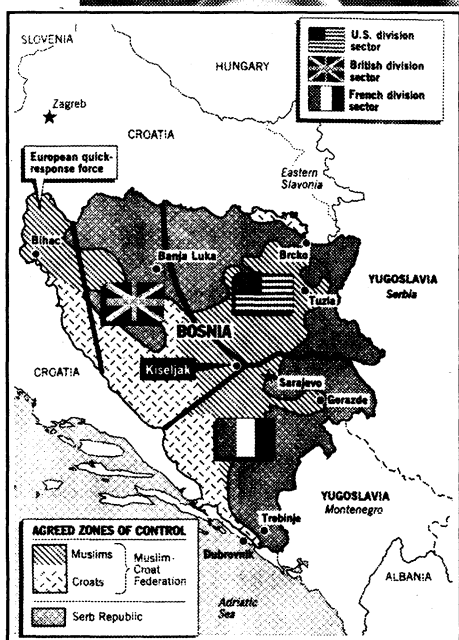 SLOVENIA
U.S. division
sector
British division
sector
French division
sector
HUNGARY
Zagreb
CROATIA
European quick-
response force
Eastern
Slavonia
Bihac
Banja Luka
Brcko
YUGOSLAVIA
Serbia
Tuzla
BOSNIA
Kiseljak
CROATIA
Sarajevo
Gorazde
YUGOSLAVIA
Montenegro
AGREED ZONES OF CONTROL
Muslims
Croats
Muslim-
Croat
Federation
Serb Republic
Trebinje
Dubrovnik
ALBANIA
Adriatic
Sea